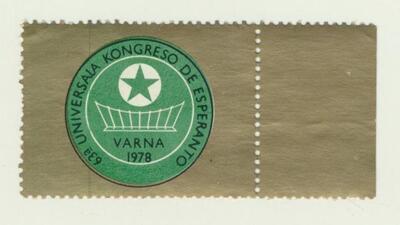 63a UNIVERSALA KONGRESO DE ESPERANTO
VARNA
1978